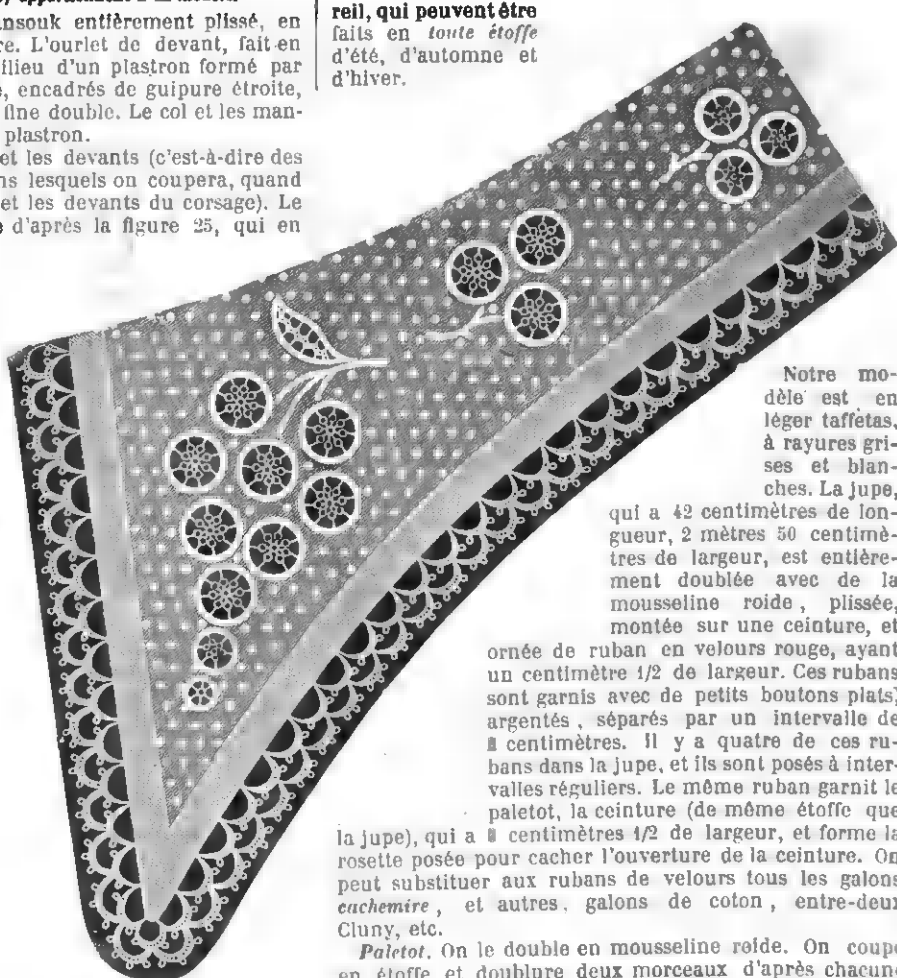 ansouk entièrement plissé, en
re. L'ourlet de devant, fait en
ilieu d'un plastron formé par
e, encadrés de guipure étroite,
fine double. Le col et les man-
plastron.
et les devants (c'est-à-dire des
ns lesquels on coupera, quand
et les devants du corsage). Le
e d'après la figure 25, qui en
reil, qui peuvent être
faits en toute étoffe
d'été, d'automne et
d'hiver.
Notre mo-
dèle est en
léger taffetas,
à rayures gri-
ses et blan-
ches. La jupe,
qui a 42 centimètres de lon-
gueur, 2 mètres 50 centimè-
tres de largeur, est entière-
ment doublée avec de la
mousseline roide, plissée,
montée sur une ceinture, et
ornée de ruban en velours rouge, ayant
un centimètre 1/2 de largeur. Ces rubans
sont garnis avec de petits boutons plats,
argentés, séparés par un intervalle de
centimètres. Il y a quatre de ces ru-
bans dans la jupe, et ils sont posés à inter-
valles réguliers. Le même ruban garnit le
paletot, la ceinture (de même étoffe que
la jupe), qui a centimètres 1/2 de largeur, et forme la
rosette posée pour cacher l'ouverture de la ceinture. On
peut substituer aux rubans de velours tous les galons
cachemire, et autres, galons de coton, entre-deux
Cluny, etc.
Paletot. On le double en mousseline roide. On coupe
en étoffe et doublure deux morceaux d'après chacune